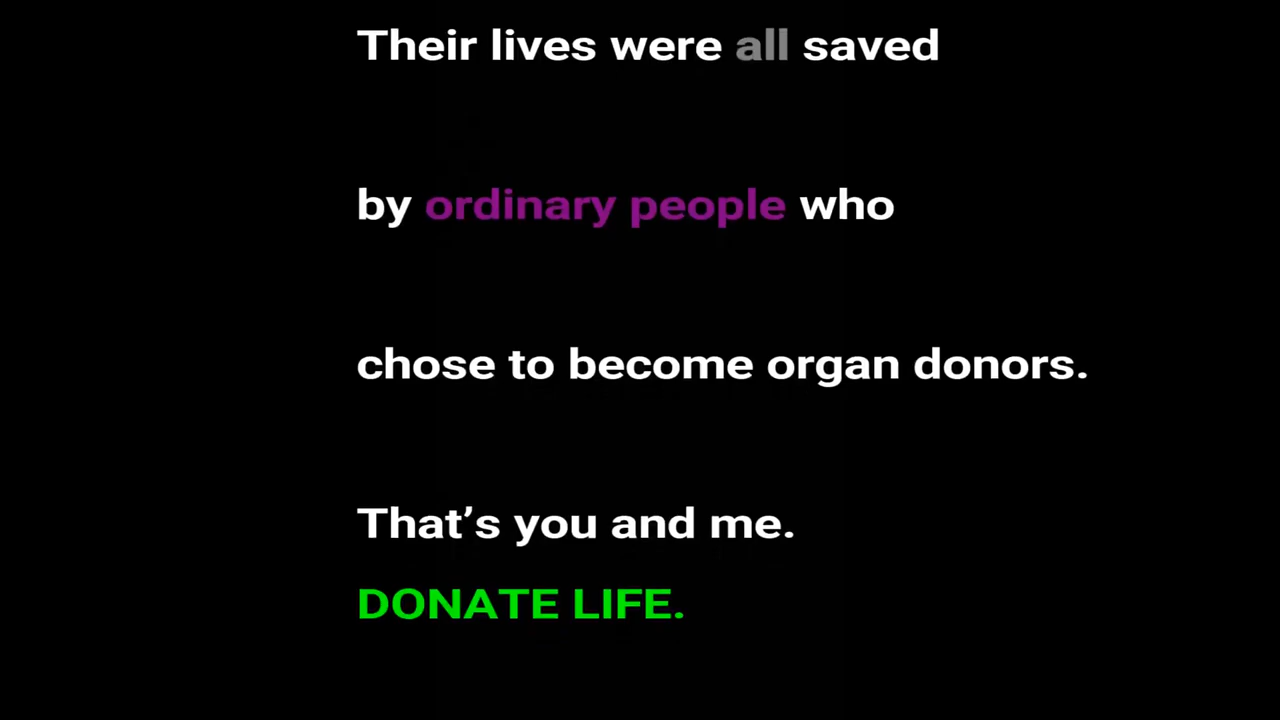 Their lives were all saved
by ordinary people who
chose to become organ donors.
That’s you and me.
DONATE LIFE.